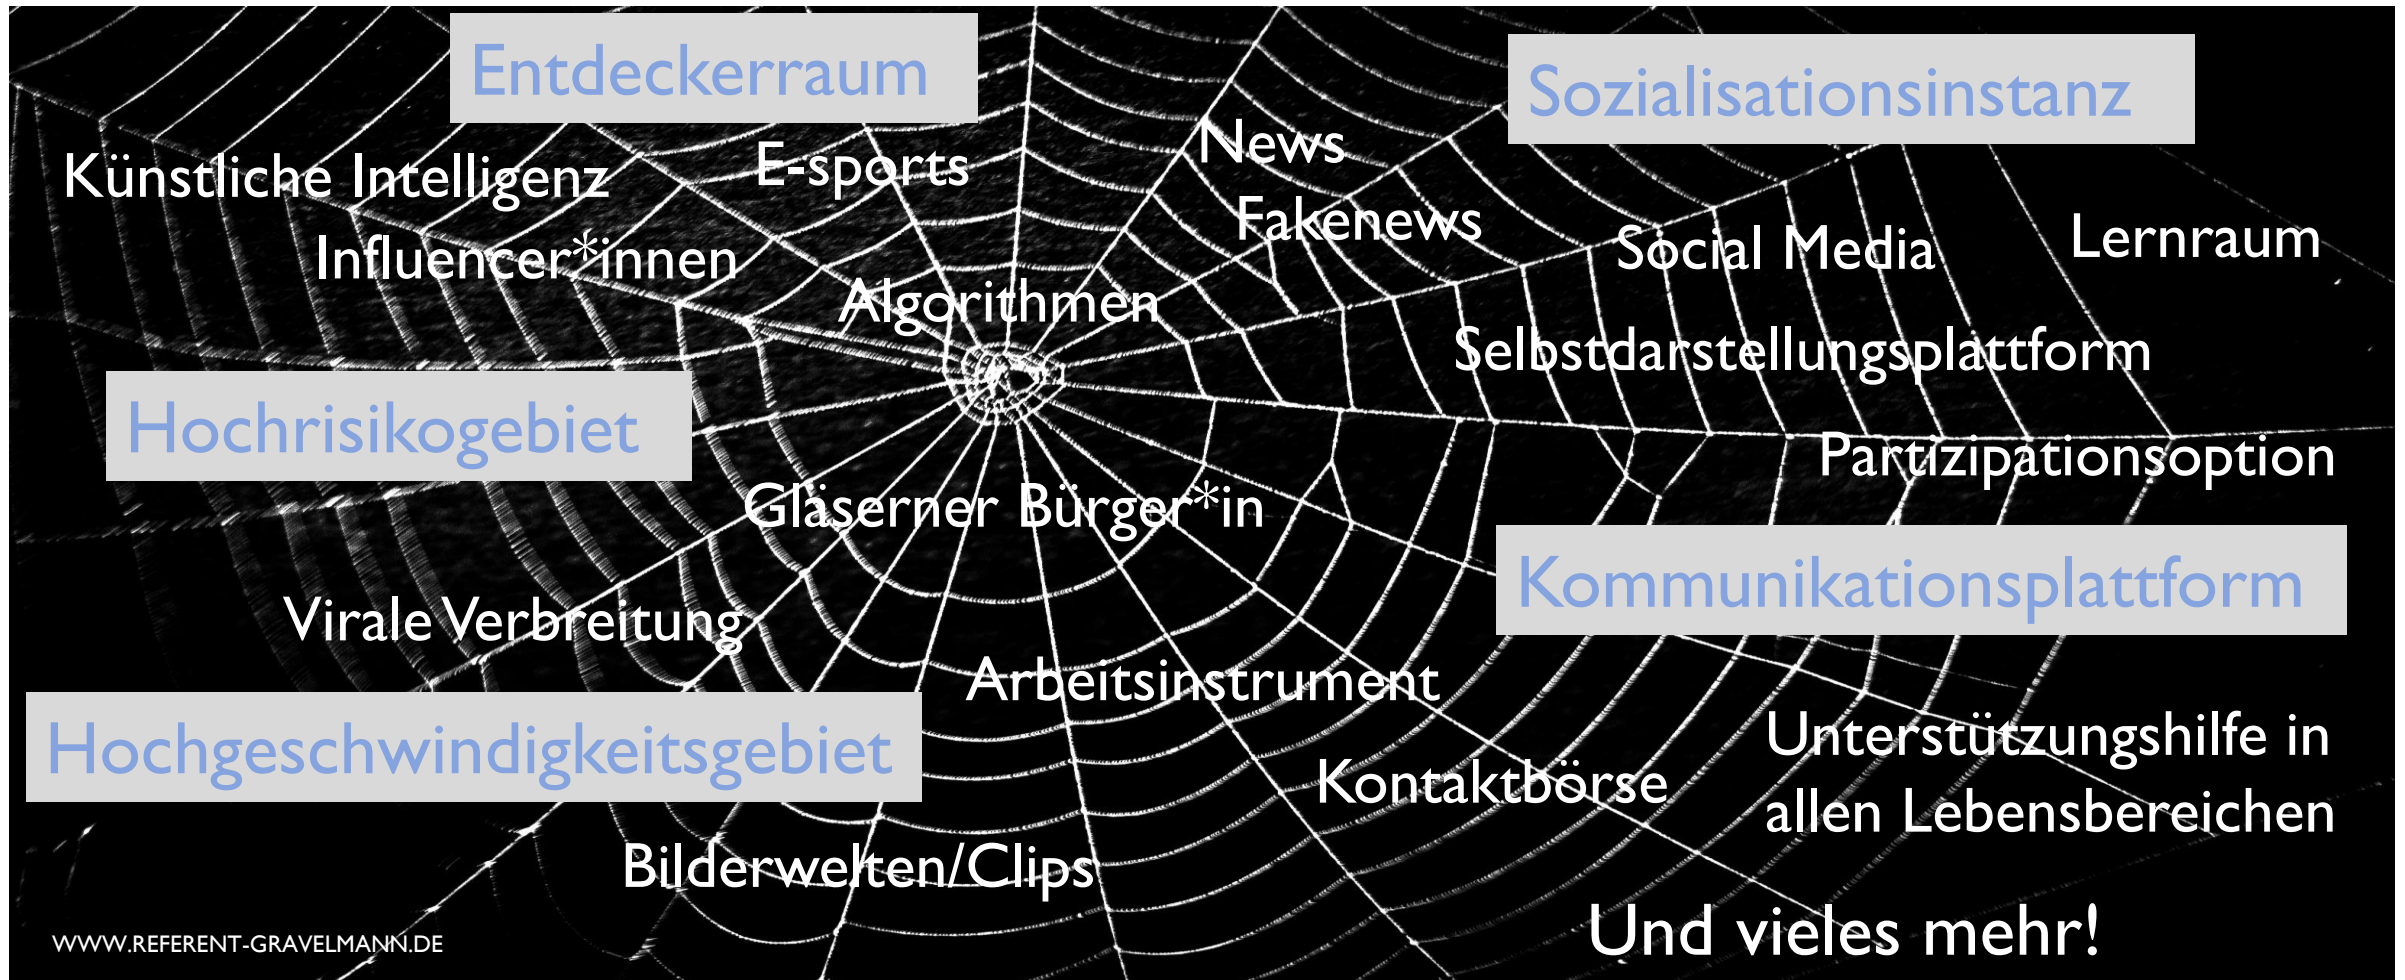 Entdeckerraum
Sozialisationsinstanz
Künstliche Intelligenz
E-sports
News
Fakenews
Influencer*innen
Social Media
Lernraum
Algorithmen
Selbstdarstellungsplattform
Hochrisikogebiet
Partizipationsoption
Gläserner Bürger*in
Kommunikationsplattform
Virale Verbreitung
Arbeitsinstrument
Hochgeschwindigkeitsgebiet
Unterstützungshilfe in
allen Lebensbereichen
Kontaktbörse
Bilderwelten/Clips
Und vieles mehr!
WWW.REFERENT-GRAVELMANN.DE